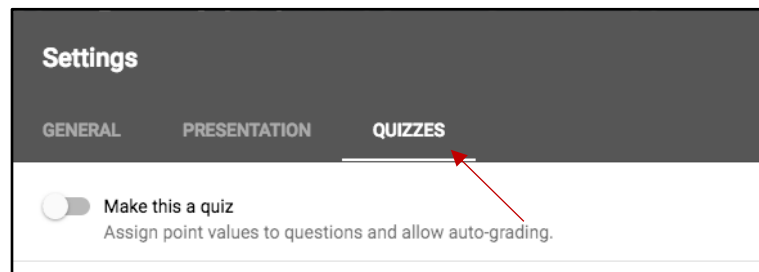 Settings
GENERAL PRESENTATION QUIZZES
Make this a quiz
Assign point values to questions and allow auto-grading.